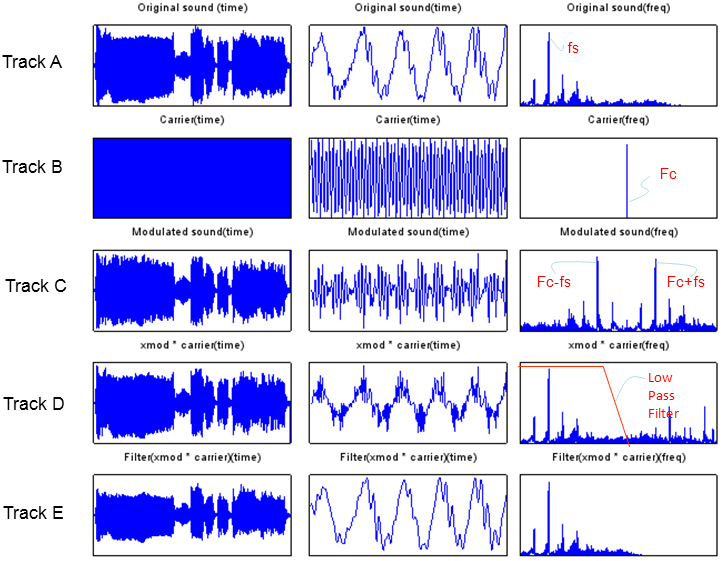 Original sound (time) Original sound (time) Original sound(freq)
Track A
fs
Carrier(time) Carrier(time) Carrier(freq)
Track B
Fc
Modulated sound(time) Modulated sound(time) Modulated sound(freq)
Track C
Fc-fs Fc+fs
xmod * carrier(time) xmod * carrier(time) xmod * carrier(freq)
Track D
Low
Pass
Filter
Filter(xmod * carrier)(time) Filter(xmod * carrier)(time) Filter(xmod * carrier)(freq)
Track E